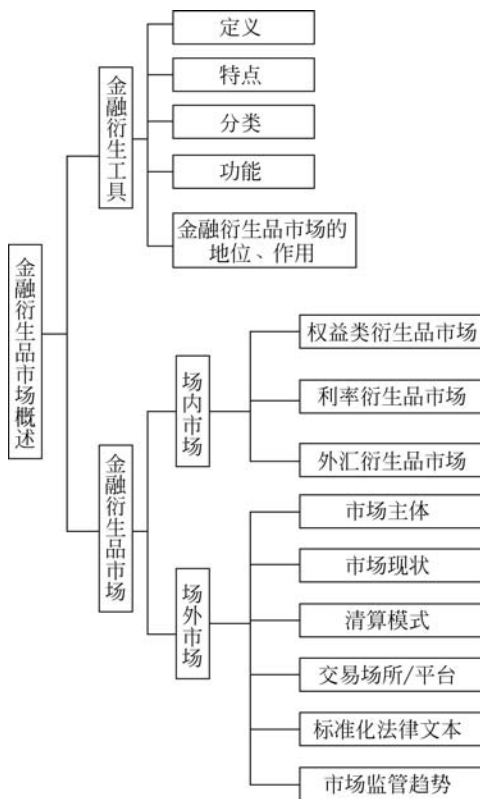 金融衍生品市场概述
金融衍生工具
定义
特点
分类
功能
金融衍生品市场的
地位、作用
金融衍生品市场
场内市场
权益类衍生品市场
利率衍生品市场
外汇衍生品市场
场外市场
市场主体
市场现状
清算模式
交易场所/平台
标准化法律文本
市场监管趋势